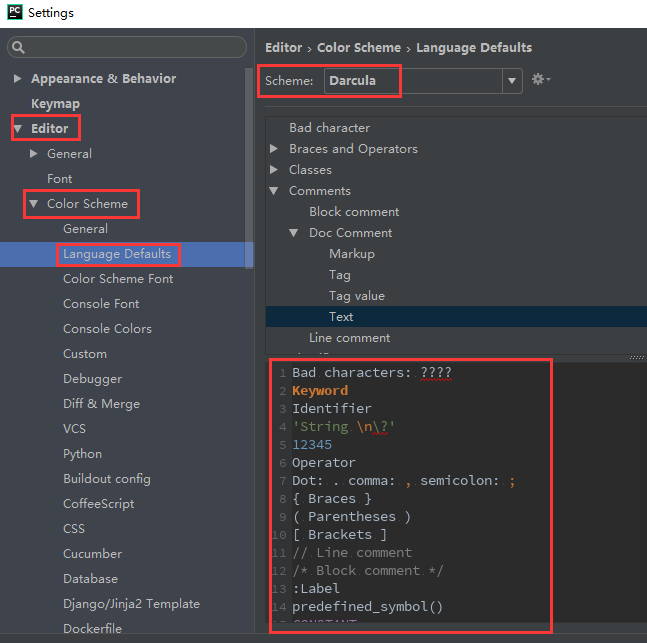 PC Settings
Appearance & Behavior
Keymap
Editor
General
Font
Color Scheme
General
Language Defaults
Color Scheme Font
Console Font
Console Colors
Custom
Debugger
Diff & Merge
VCS
Python
Buildout config
CoffeeScript
CSS
Cucumber
Database
Django/Jinja2 Template
Dockerfile
Editor › Color Scheme › Language Defaults
Scheme: Darcula
Bad character
Braces and Operators
Classes
Comments
Block comment
Doc Comment
Markup
Tag
Tag value
Text
Line comment
1 Bad characters: ????
2 Keyword
3 Identifier
4 'String \n\?'
5 12345
6 Operator
7 Dot: . comma: , semicolon: ;
8 { Braces }
9 ( Parentheses )
10 [ Brackets ]
11 // Line comment
12 /* Block comment */
13 :Label
14 predefined_symbol()